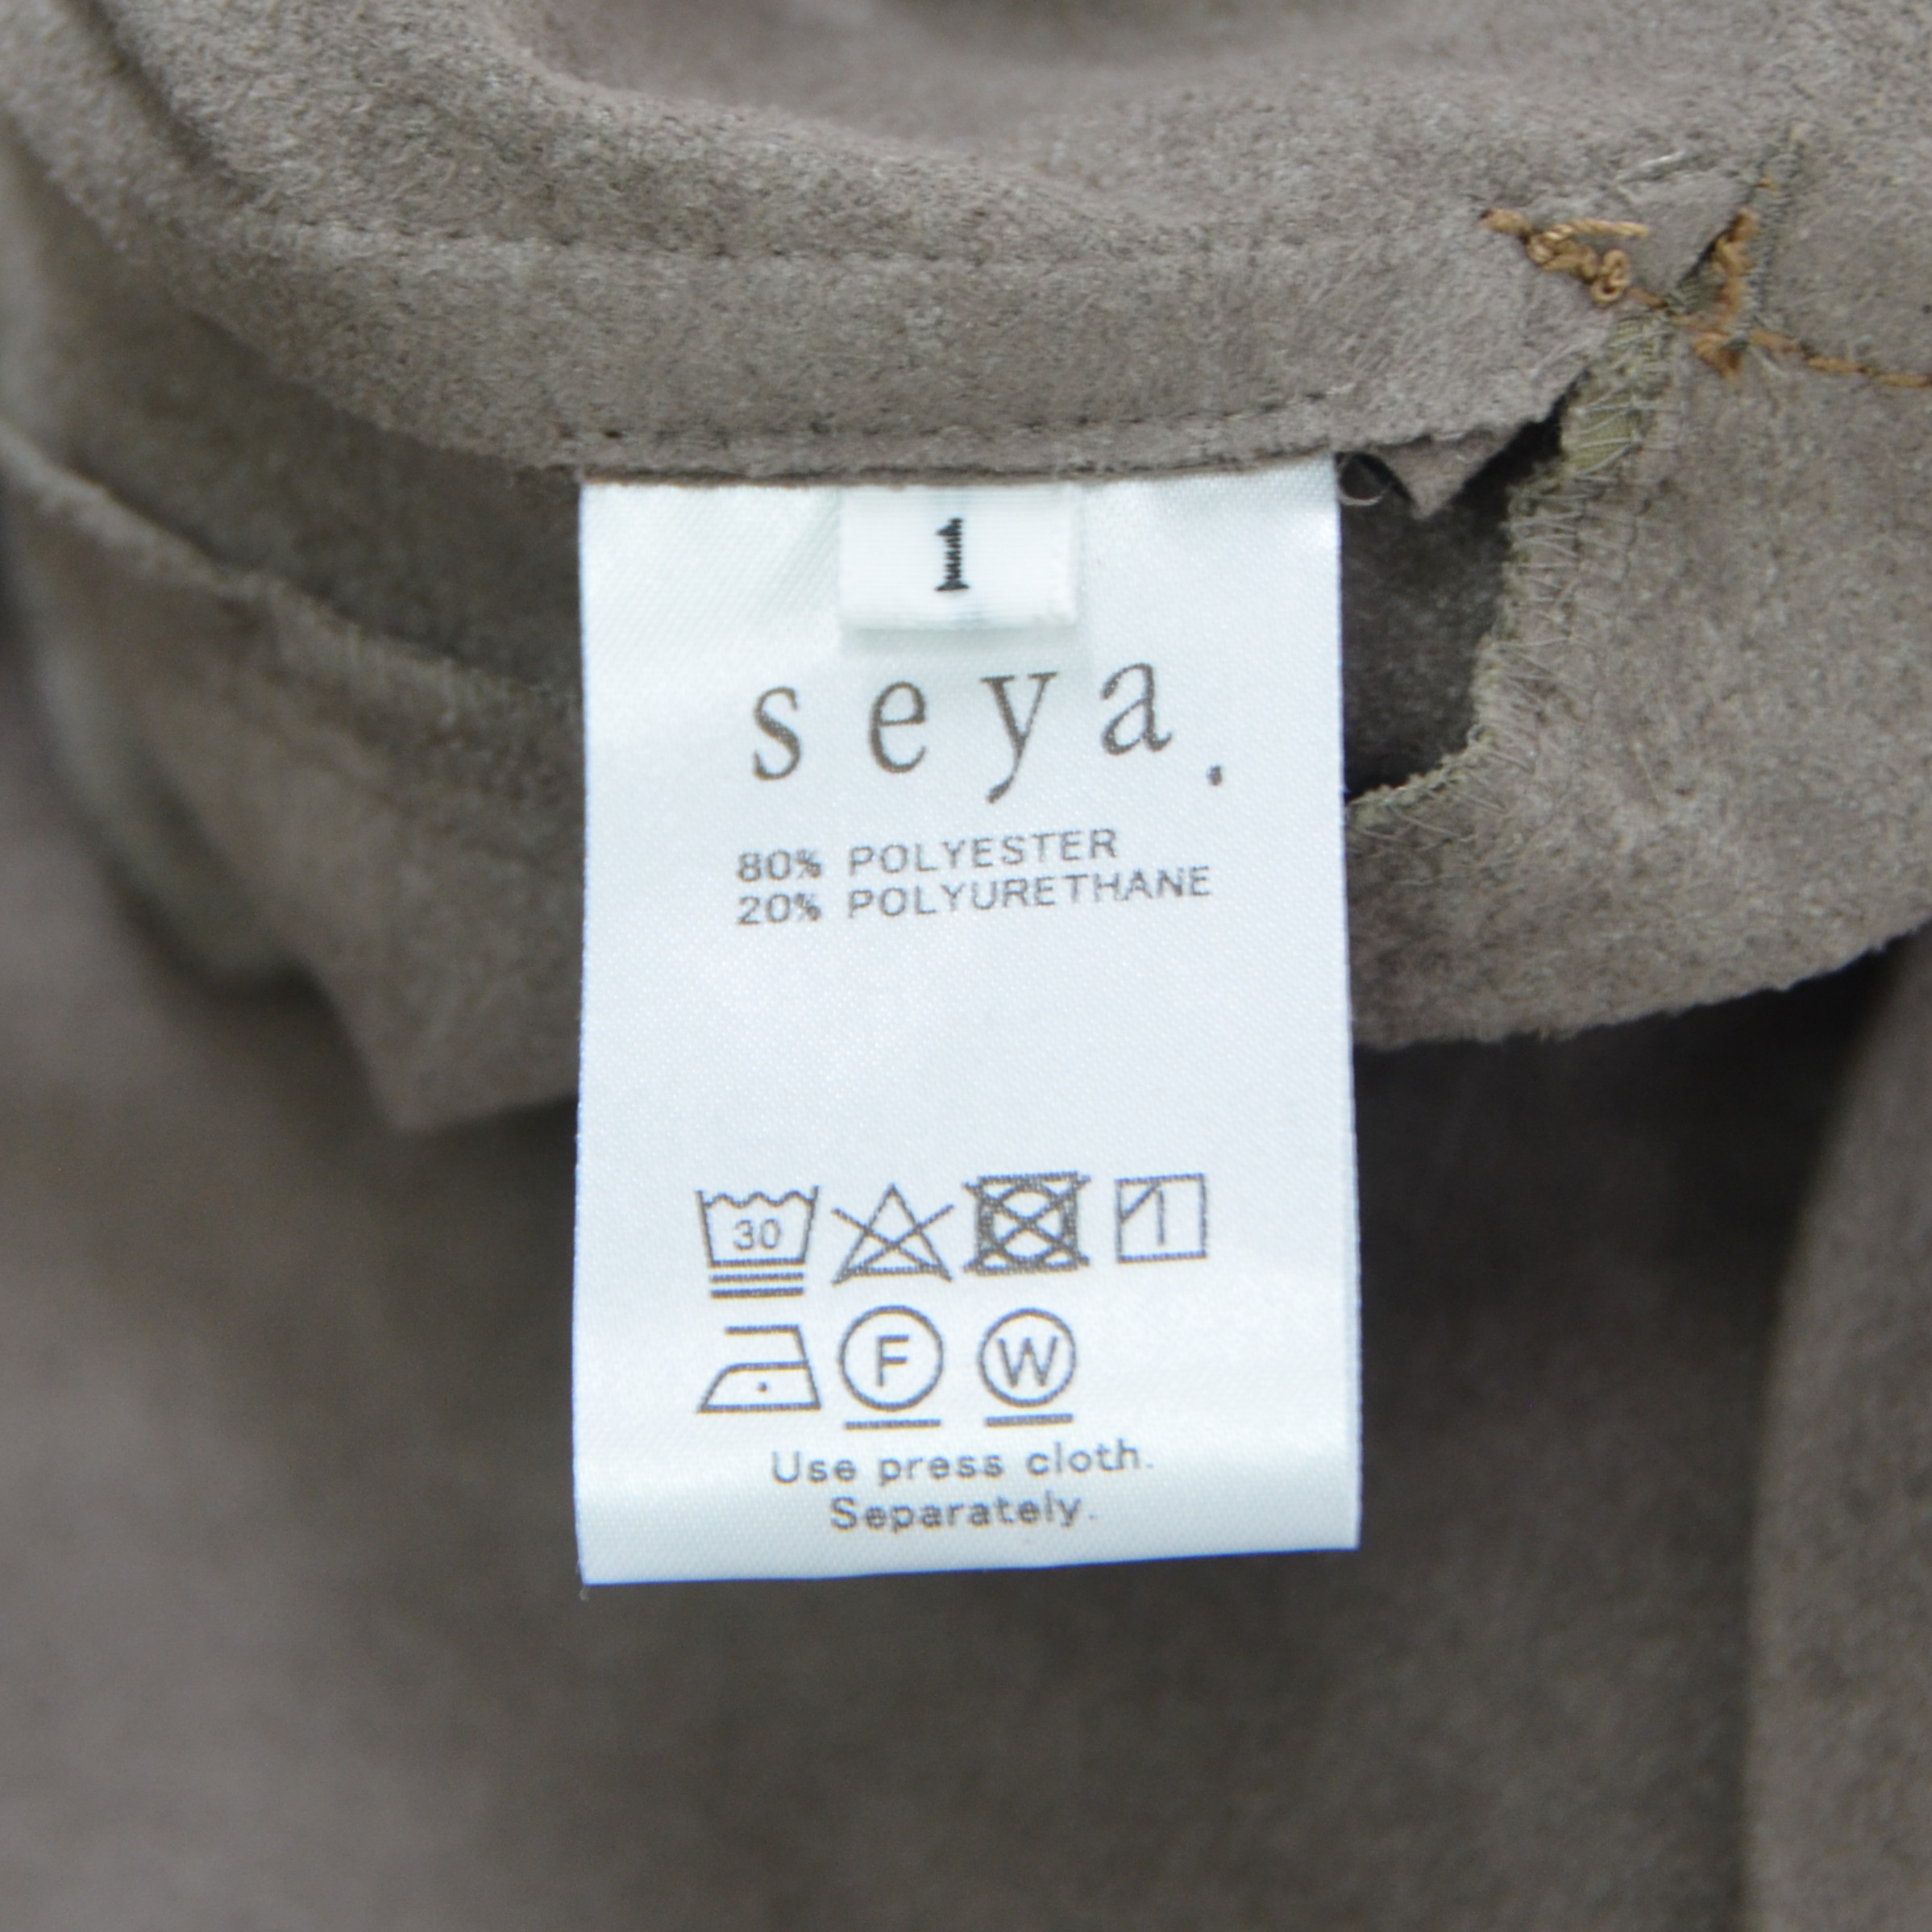 1
seya.
80% POLYESTER
20% POLYURETHANE
30
F W
Use press cloth.
Separately.